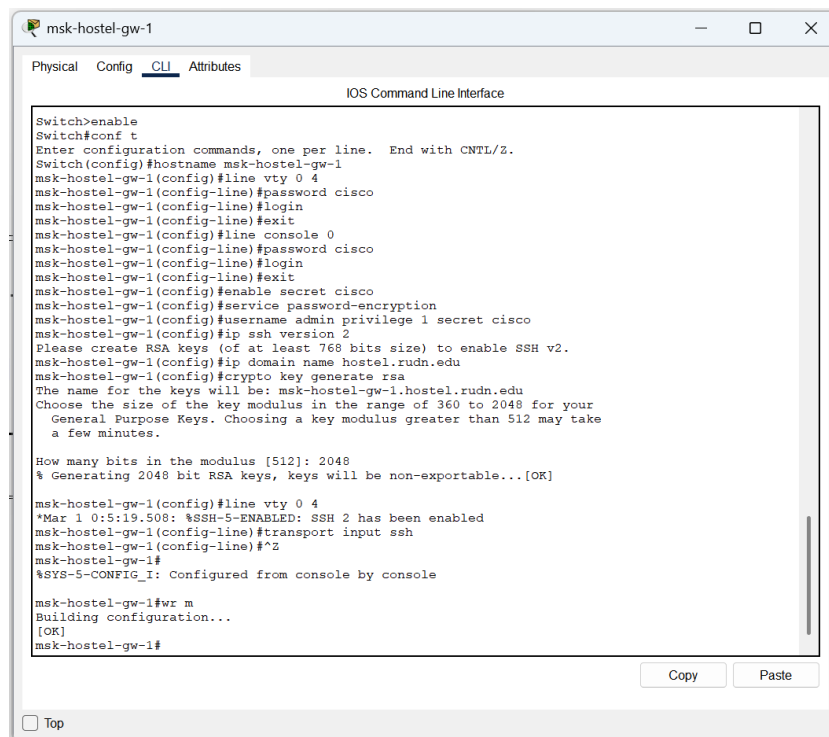 msk-hostel-gw-1
Physical Config CLI Attributes
IOS Command Line Interface
Switch>enable
Switch#conf t
Enter configuration commands, one per line.  End with CNTL/Z.
Switch(config)#hostname msk-hostel-gw-1
msk-hostel-gw-1(config)#line vty 0 4
msk-hostel-gw-1(config-line)#password cisco
msk-hostel-gw-1(config-line)#login
msk-hostel-gw-1(config-line)#exit
msk-hostel-gw-1(config)#line console 0
msk-hostel-gw-1(config-line)#password cisco
msk-hostel-gw-1(config-line)#login
msk-hostel-gw-1(config-line)#exit
msk-hostel-gw-1(config)#enable secret cisco
msk-hostel-gw-1(config)#service password-encryption
msk-hostel-gw-1(config)#username admin privilege 1 secret cisco
msk-hostel-gw-1(config)#ip ssh version 2
Please create RSA keys (of at least 768 bits size) to enable SSH v2.
msk-hostel-gw-1(config)#ip domain name hostel.rudn.edu
msk-hostel-gw-1(config)#crypto key generate rsa
The name for the keys will be: msk-hostel-gw-1.hostel.rudn.edu
Choose the size of the key modulus in the range of 360 to 2048 for your
General Purpose Keys. Choosing a key modulus greater than 512 may take
a few minutes.
How many bits in the modulus [512]: 2048
% Generating 2048 bit RSA keys, keys will be non-exportable...[OK]
msk-hostel-gw-1(config)#line vty 0 4
*Mar 1 0:5:19.508: %SSH-5-ENABLED: SSH 2 has been enabled
msk-hostel-gw-1(config-line)#transport input ssh
msk-hostel-gw-1(config-line)#^Z
msk-hostel-gw-1#
%SYS-5-CONFIG_I: Configured from console by console
msk-hostel-gw-1#wr m
Building configuration...
[OK]
msk-hostel-gw-1#
Copy Paste
Top